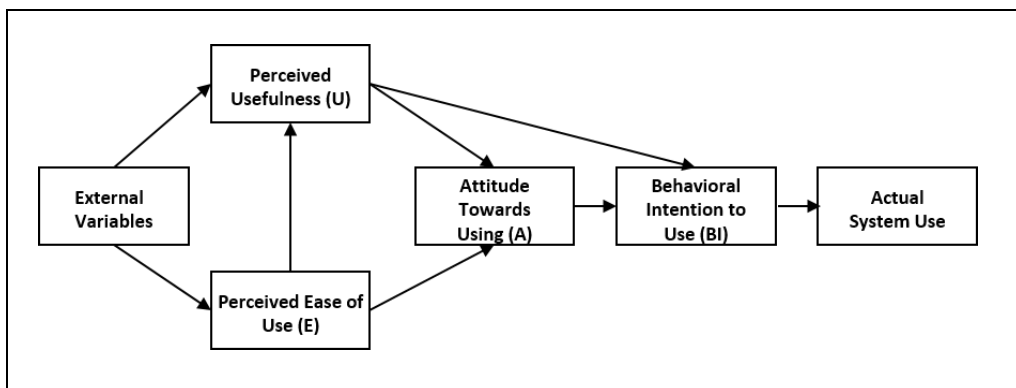 Perceived
Usefulness (U)
External
Variables
Attitude
Towards
Using (A)
Behavioral
Intention to
Use (BI)
Actual
System Use
Perceived Ease of
Use (E)